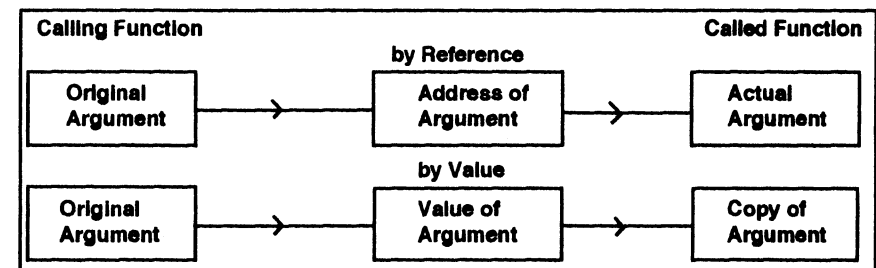 Calling Function Called Function
by Reference
Original Argument
Address of Argument
Actual Argument
by Value
Original Argument
Value of Argument
Copy of Argument